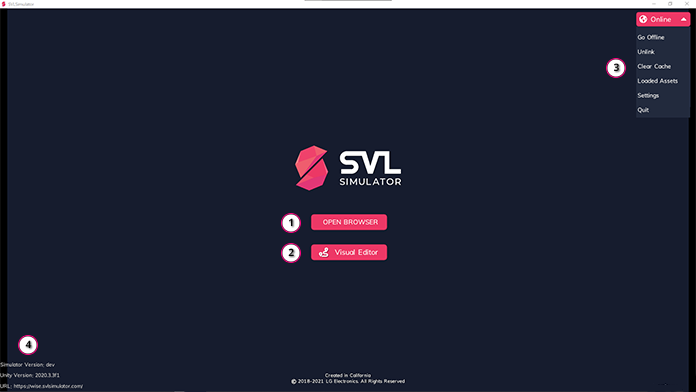 SVLSimulator
Online
Go Offline
Unlink
Clear Cache
Loaded Assets
Settings
Quit
3
SVL
SIMULATOR
1
OPEN BROWSER
2
Visual Editor
4
Simulator Version: dev
Unity Version: 2020.3.3f1
URL: https://wise.svlsimulator.com/
Created in California
© 2018-2021 LG Electronics. All Rights Reserved